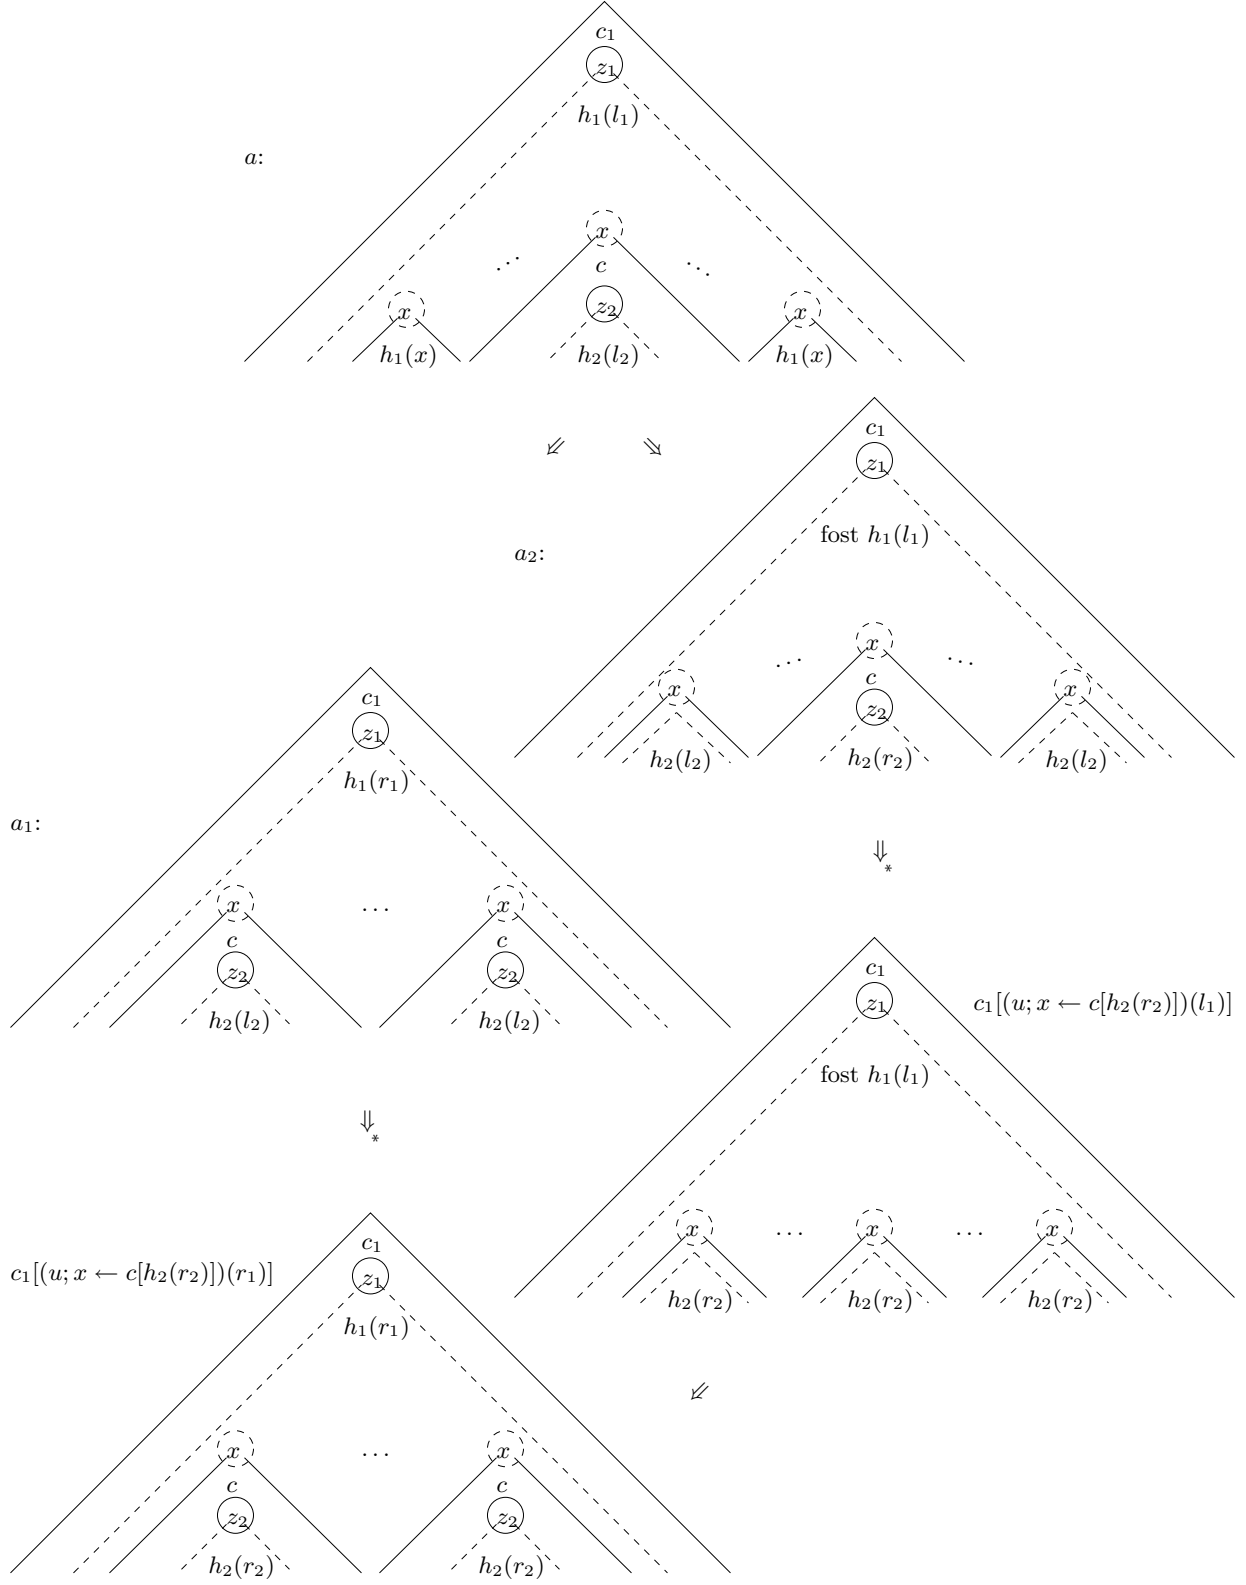 c₁
z₁
h₁(l₁)
a:
x
… c …
x z₂ x
h₁(x) h₂(l₂) h₁(x)
⇙ ⇘
c₁
z₁
fost h₁(l₁)
a₂:
x
… …
x c x
z₂
h₂(l₂) h₂(r₂) h₂(l₂)
⇓*
c₁
z₁
h₁(r₁)
a₁:
x … x
c c
z₂ z₂
h₂(l₂) h₂(l₂)
⇓*
c₁
z₁ c₁[(u; x ← c[h₂(r₂)])(l₁)]
fost h₁(l₁)
x … x … x
h₂(r₂) h₂(r₂) h₂(r₂)
⇙
c₁
c₁[(u; x ← c[h₂(r₂)])(r₁)] z₁
h₁(r₁)
x … x
c c
z₂ z₂
h₂(r₂) h₂(r₂)